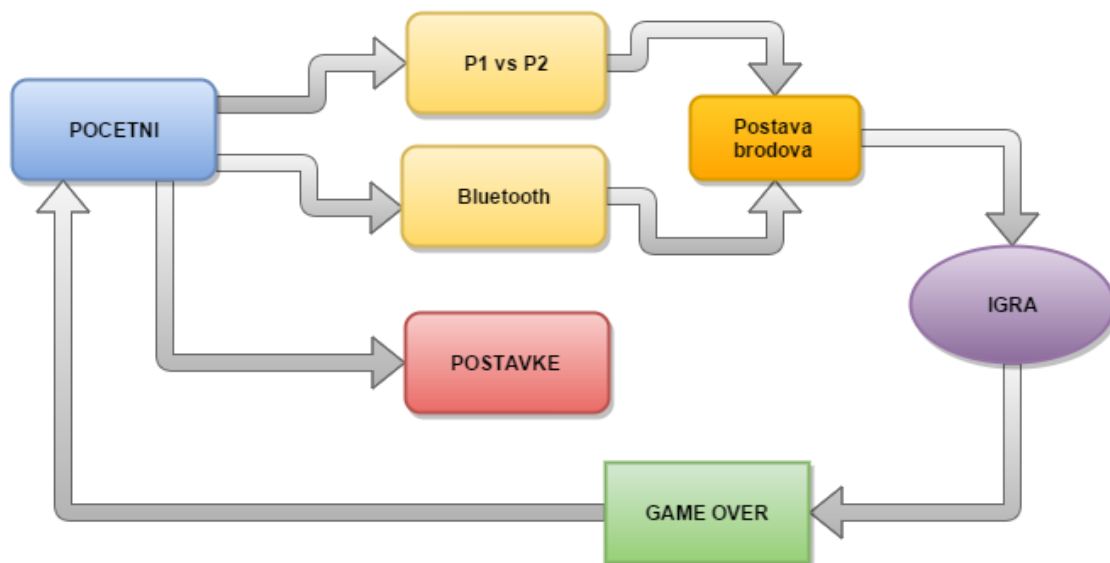 P1 vs P2
POCETNI
Postava
brodova
Bluetooth
IGRA
POSTAVKE
GAME OVER